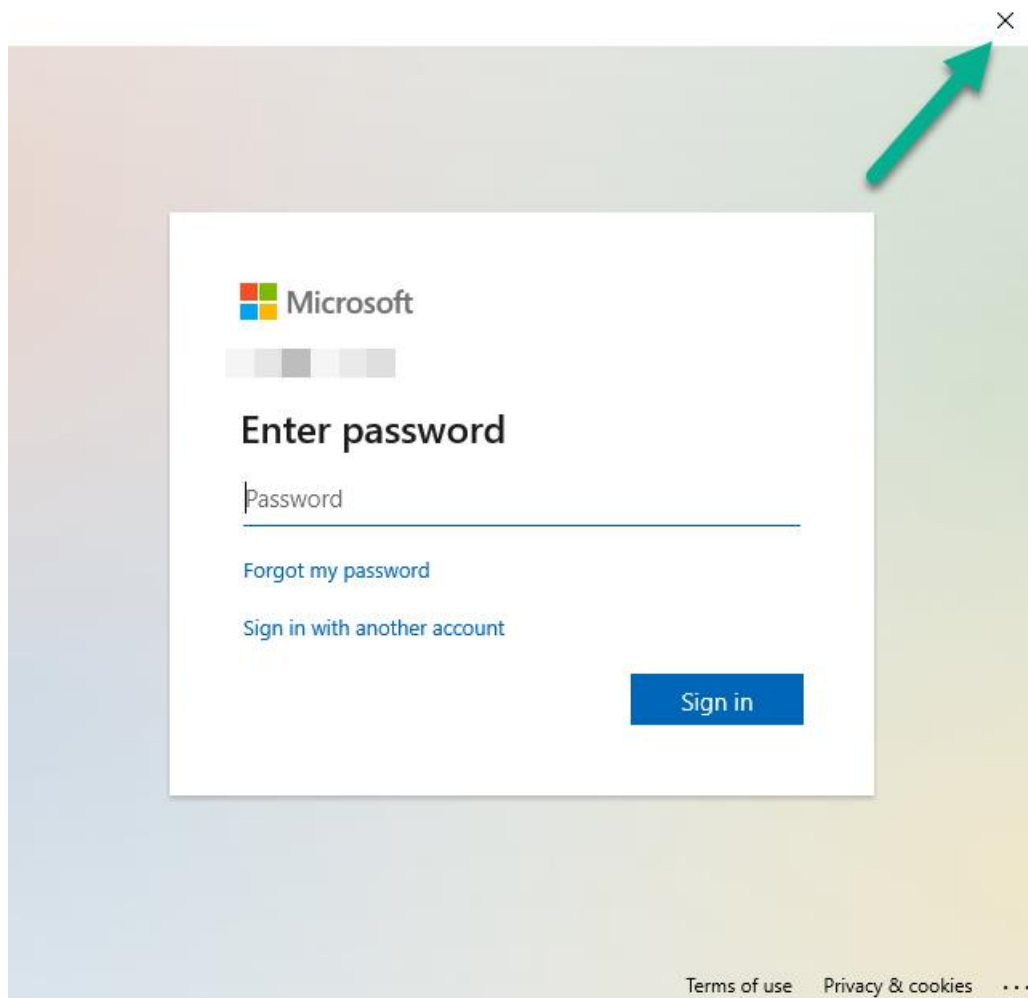 Microsoft
Enter password
Password
Forgot my password
Sign in with another account
Sign in
Terms of use Privacy & cookies ...